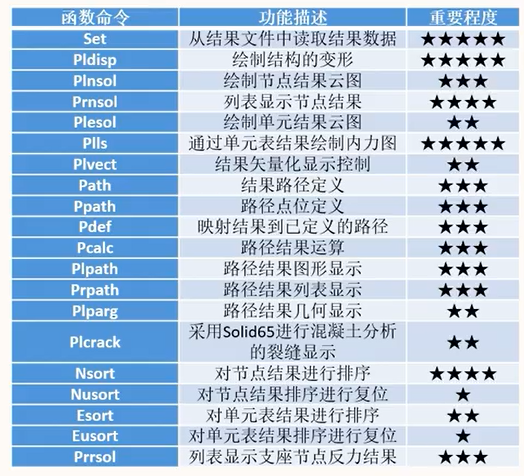 函数命令 功能描述 重要程度
Set 从结果文件中读取结果数据 ★★★★★
Pldisp 绘制结构的变形 ★★★★★
Plnsol 绘制节点结果云图 ★★★
Prnsol 列表显示节点结果 ★★★★
Plesol 绘制单元结果云图 ★★
Plls 通过单元表结果绘制内力图 ★★★★★
Plvect 结果矢量化显示控制 ★★
Path 结果路径定义 ★★★
Ppath 路径点位定义 ★★★
Pdef 映射结果到已定义的路径 ★★★
Pcalc 路径结果运算 ★★★
Plpath 路径结果图形显示 ★★★
Prpath 路径结果列表显示 ★★★
Plparg 路径结果几何显示 ★★
Plcrack 采用Solid65进行混凝土分析
的裂缝显示 ★★
Nsort 对节点结果进行排序 ★★★★
Nusort 对节点结果排序进行复位 ★
Esort 对单元表结果进行排序 ★★
Eusort 对单元表结果排序进行复位 ★
Prrsol 列表显示支座节点反力结果 ★★★